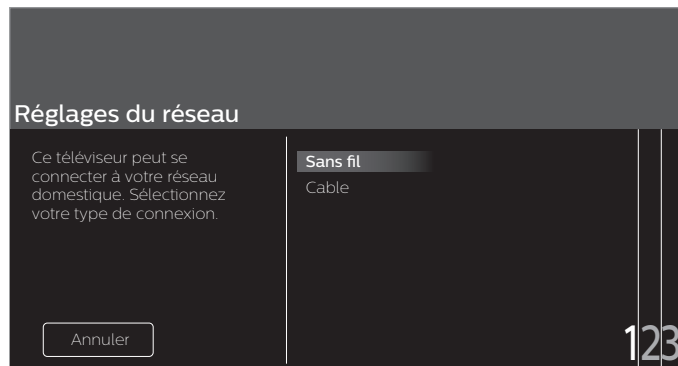 Réglages du réseau
Ce téléviseur peut se
connecter à votre réseau
domestique. Sélectionnez
votre type de connexion.
Sans fil
Cable
Annuler
123